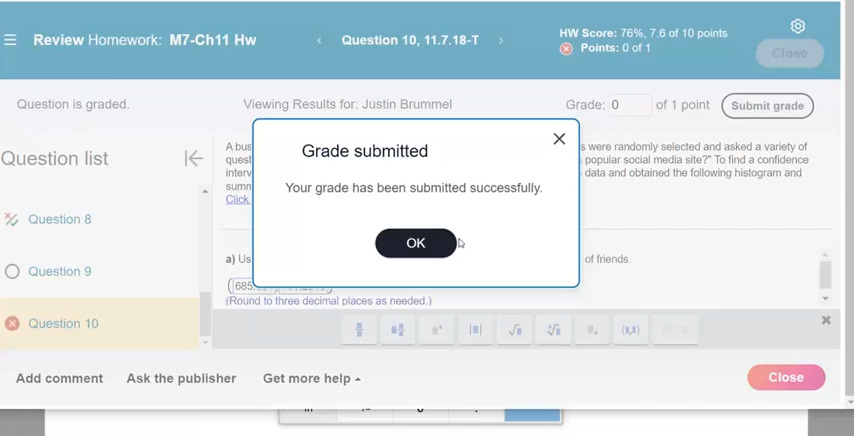 Review Homework: M7-Ch11 Hw
Question 10, 11.7.18-T
HW Score: 76%, 7.6 of 10 points
Points: 0 of 1
Close
Question is graded.
Viewing Results for: Justin Brummel
Grade: 0 of 1 point
Submit grade
Question list
Question 8
Question 9
Question 10
A bus
s were randomly selected and asked a variety of
quest
popular social media site?" To find a confidence
interv
data and obtained the following histogram and
summ
Click
Grade submitted
Your grade has been submitted successfully.
OK
a) Us
of friends.
(Round to three decimal places as needed.)
Add comment
Ask the publisher
Get more help
Close